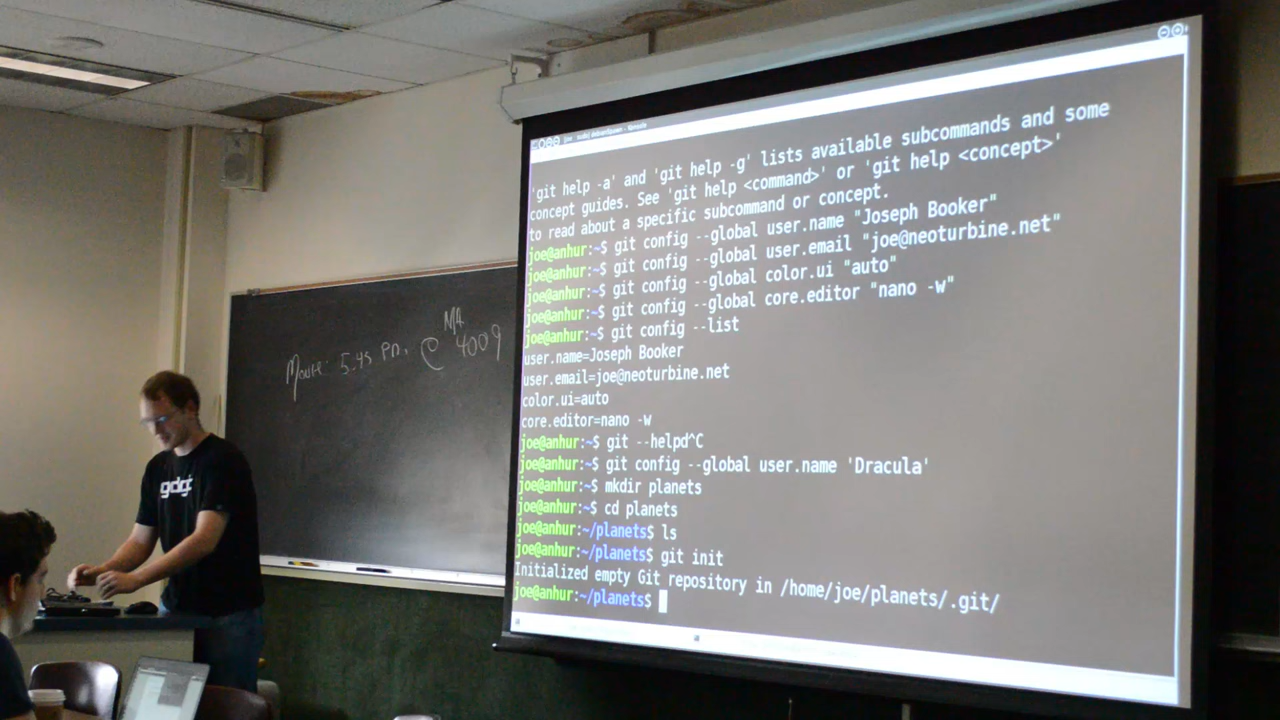 'git help -a' and 'git help -g' lists available subcommands and some
concept guides. See 'git help <command>' or 'git help <concept>'
to read about a specific subcommand or concept.
joe@anhur:~$ git config --global user.name "Joseph Booker"
joe@anhur:~$ git config --global user.email "joe@neoturbine.net"
joe@anhur:~$ git config --global color.ui "auto"
joe@anhur:~$ git config --global core.editor "nano -w"
joe@anhur:~$ git config --list
user.name=Joseph Booker
user.email=joe@neoturbine.net
color.ui=auto
core.editor=nano -w
joe@anhur:~$ git --helpd^C
joe@anhur:~$ git config --global user.name 'Dracula'
joe@anhur:~$ mkdir planets
joe@anhur:~$ cd planets
joe@anhur:~/planets$ ls
joe@anhur:~/planets$ git init
Initialized empty Git repository in /home/joe/planets/.git/
joe@anhur:~/planets$
5:45 PM, @ 4009